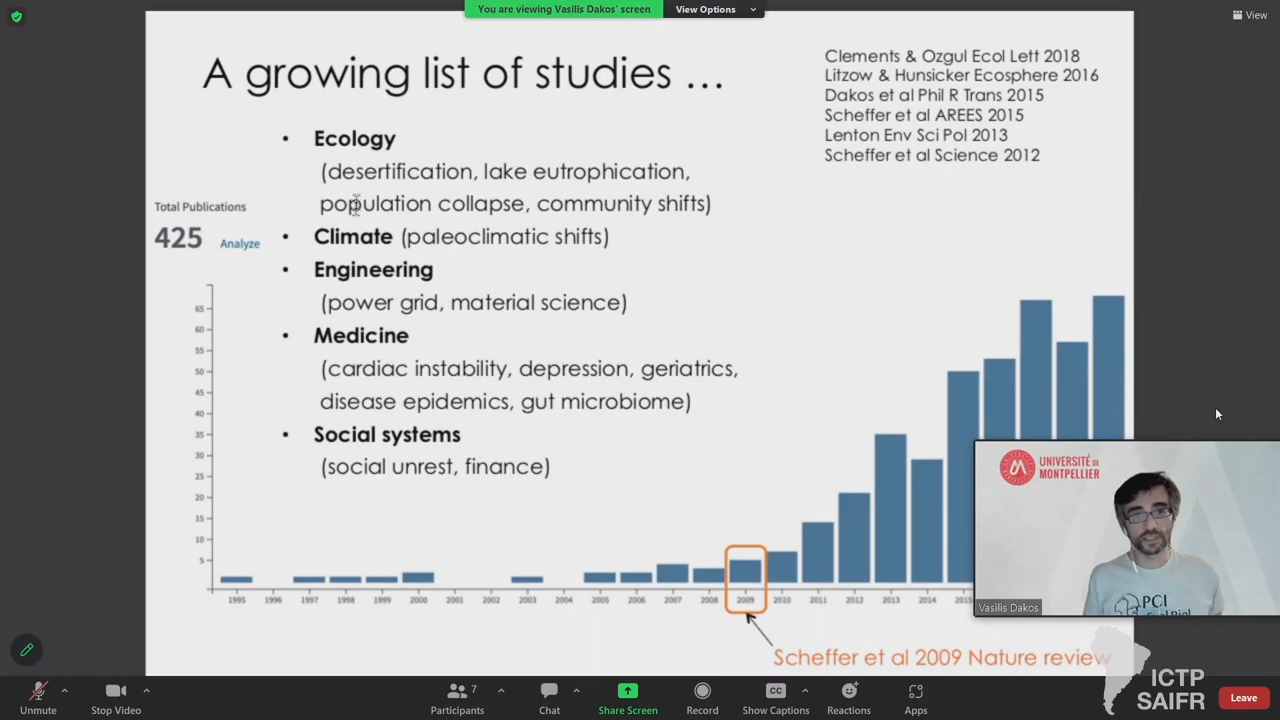 You are viewing Vasilis Dakos' screen
View Options
View
A growing list of studies …
Clements & Ozgul Ecol Lett 2018
Litzow & Hunsicker Ecosphere 2016
Dakos et al Phil R Trans 2015
Scheffer et al AREES 2015
Lenton Env Sci Pol 2013
Scheffer et al Science 2012
• Ecology
(desertification, lake eutrophication,
population collapse, community shifts)
Total Publications
425 Analyze
• Climate (paleoclimatic shifts)
• Engineering
(power grid, material science)
• Medicine
(cardiac instability, depression, geriatrics,
disease epidemics, gut microbiome)
• Social systems
(social unrest, finance)
65
60
55
50
45
40
35
30
25
20
15
10
5
1995 1996 1997 1998 1999 2000 2001 2002 2003 2004 2005 2006 2007 2008 2009 2010 2011 2012 2013 2014
Scheffer et al 2009 Nature review
UNIVERSITÉ DE
MONTPELLIER
PCI
Vasilis Dakos
ICTP
SAIFR
Unmute
Stop Video
Participants 7
Chat
Share Screen
Record
CC
Show Captions
Reactions
Apps
Leave